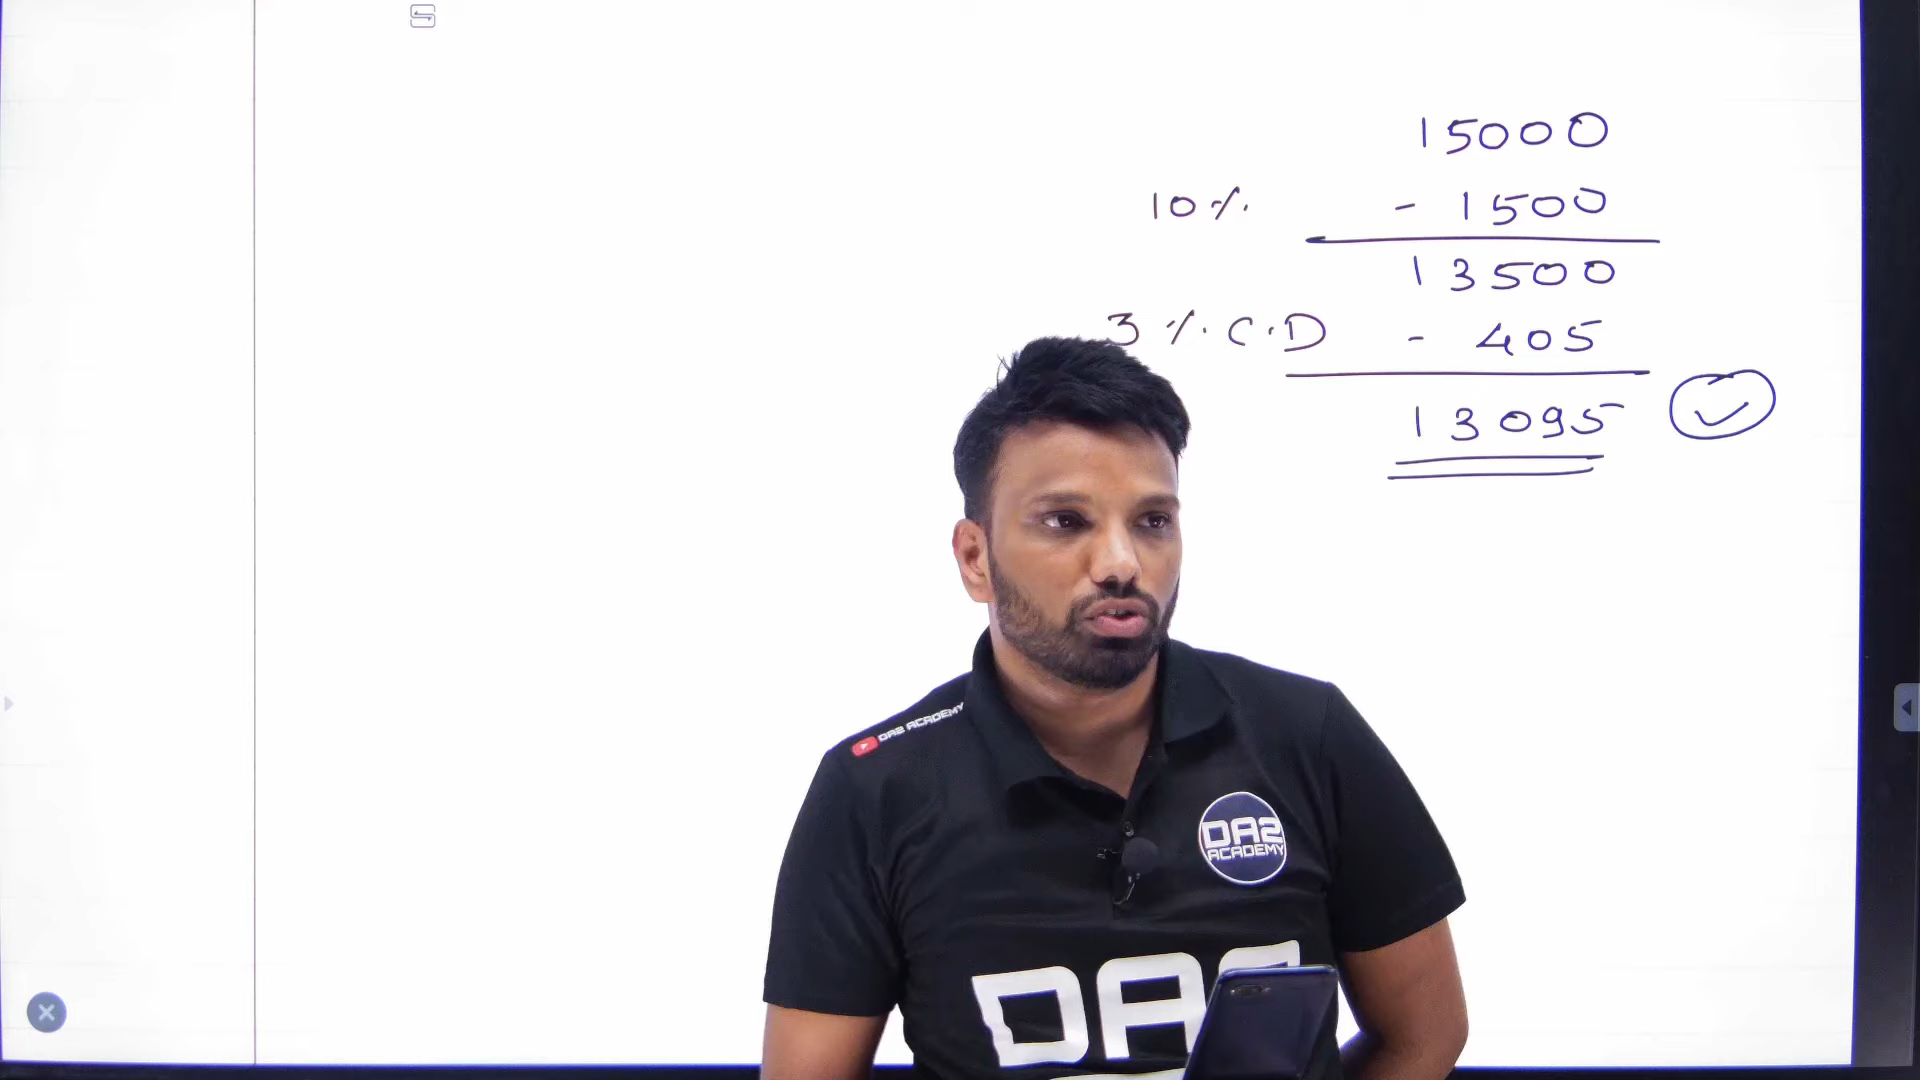 15000
10% - 1500
13500
3% C.D - 405
13095
DA2 ACADEMY
DA2
ACADEMY
DA2